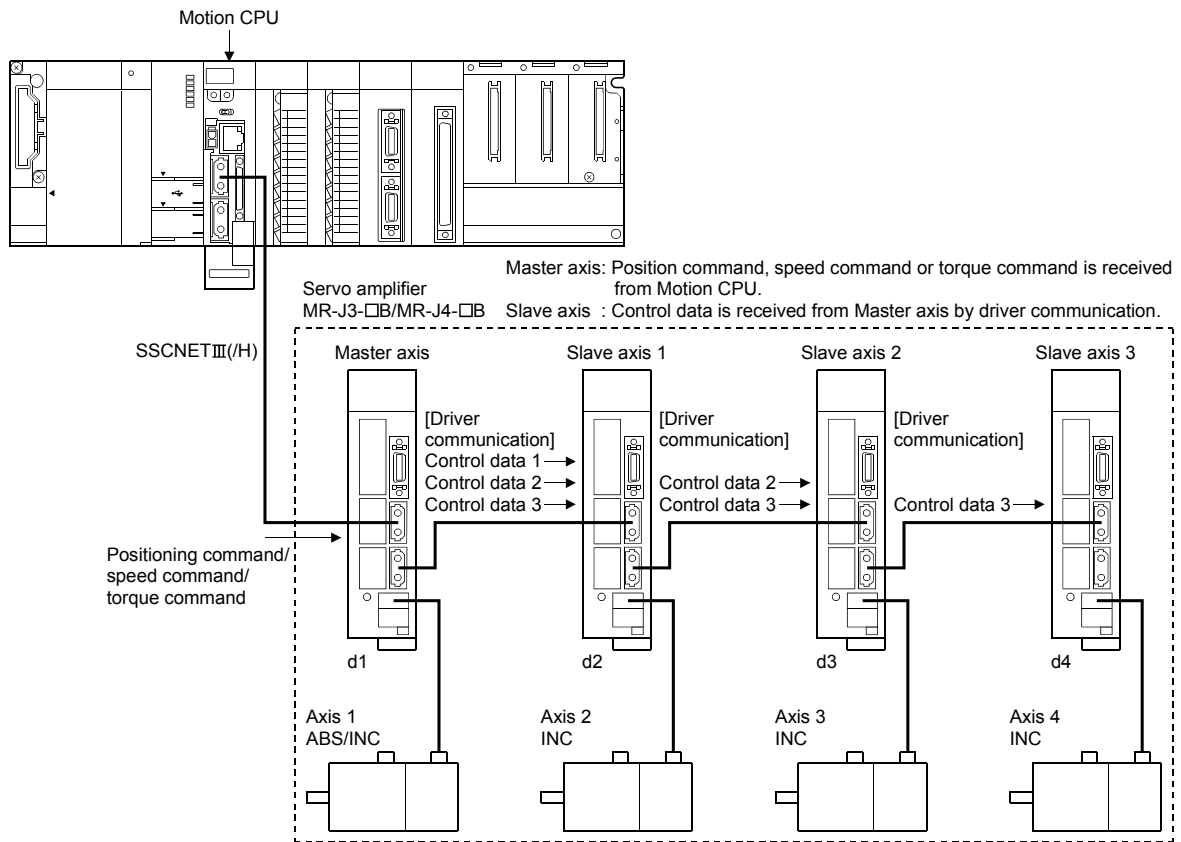 Motion CPU
Master axis: Position command, speed command or torque command is received
from Motion CPU.
Slave axis : Control data is received from Master axis by driver communication.
Servo amplifier
MR-J3-□B/MR-J4-□B
SSCNETⅢ(/H)
Master axis
Slave axis 1
Slave axis 2
Slave axis 3
[Driver
communication]
Control data 1
Control data 2
Control data 3
[Driver
communication]
Control data 2
Control data 3
[Driver
communication]
Control data 3
Positioning command/
speed command/
torque command
d1
d2
d3
d4
Axis 1
ABS/INC
Axis 2
INC
Axis 3
INC
Axis 4
INC